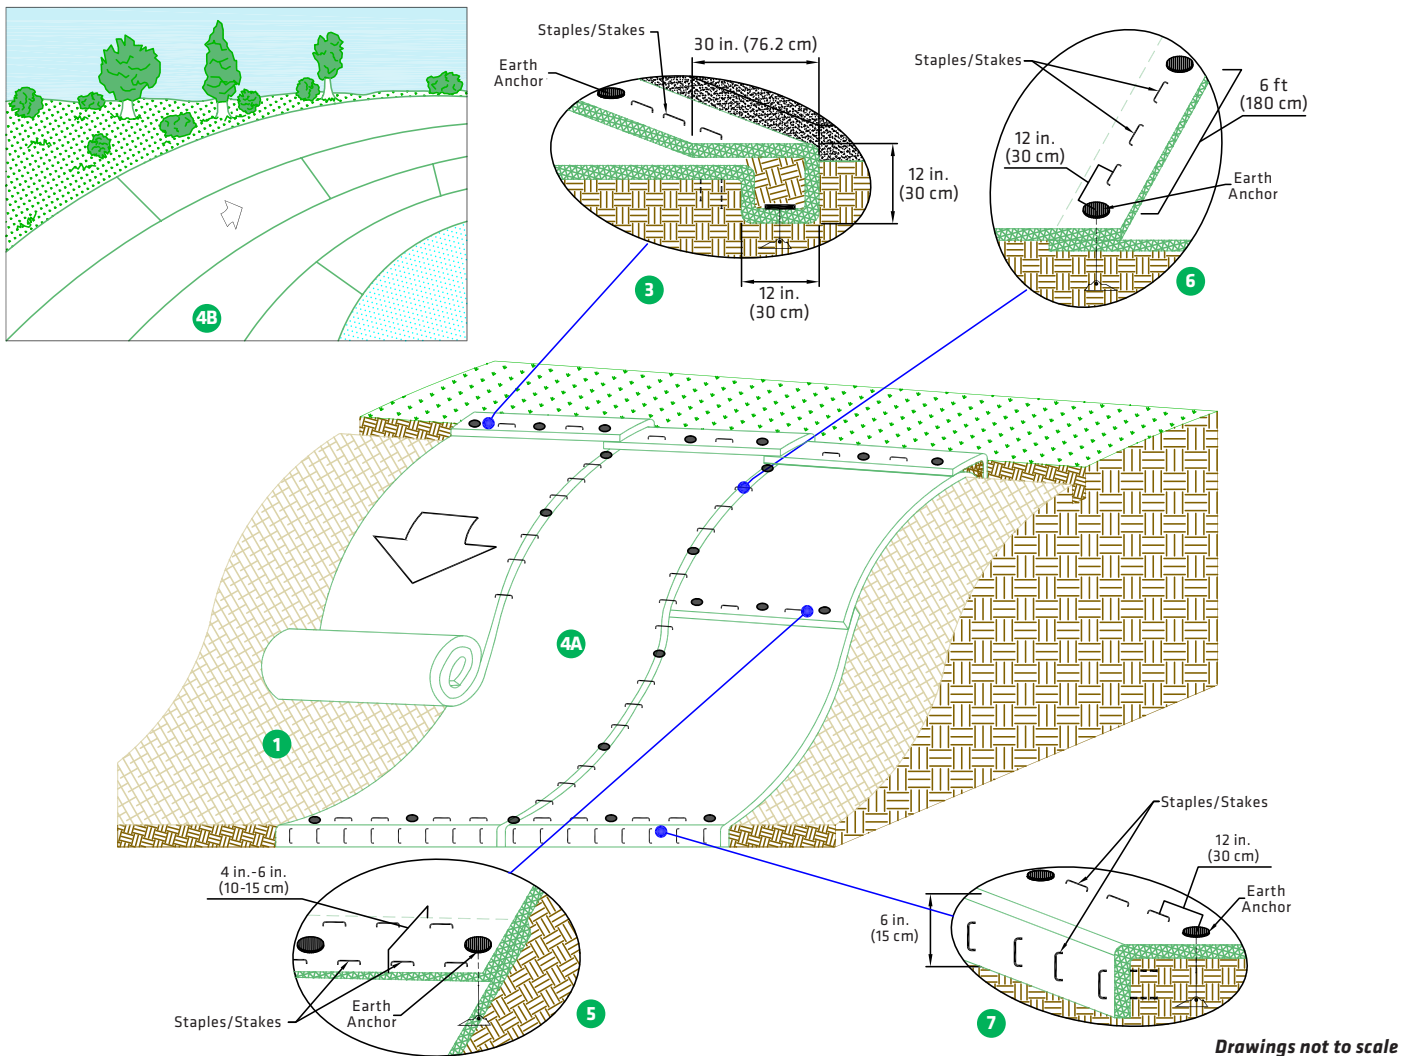 4B
Staples/Stakes
30 in. (76.2 cm)
Earth
Anchor
12 in.
(30 cm)
12 in.
(30 cm)
3
Staples/Stakes
6 ft
(180 cm)
12 in.
(30 cm)
Earth
Anchor
6
4A
1
4 in.-6 in.
(10-15 cm)
Staples/Stakes
Earth
Anchor
5
Staples/Stakes
12 in.
(30 cm)
6 in.
(15 cm)
Earth
Anchor
7
Drawings not to scale